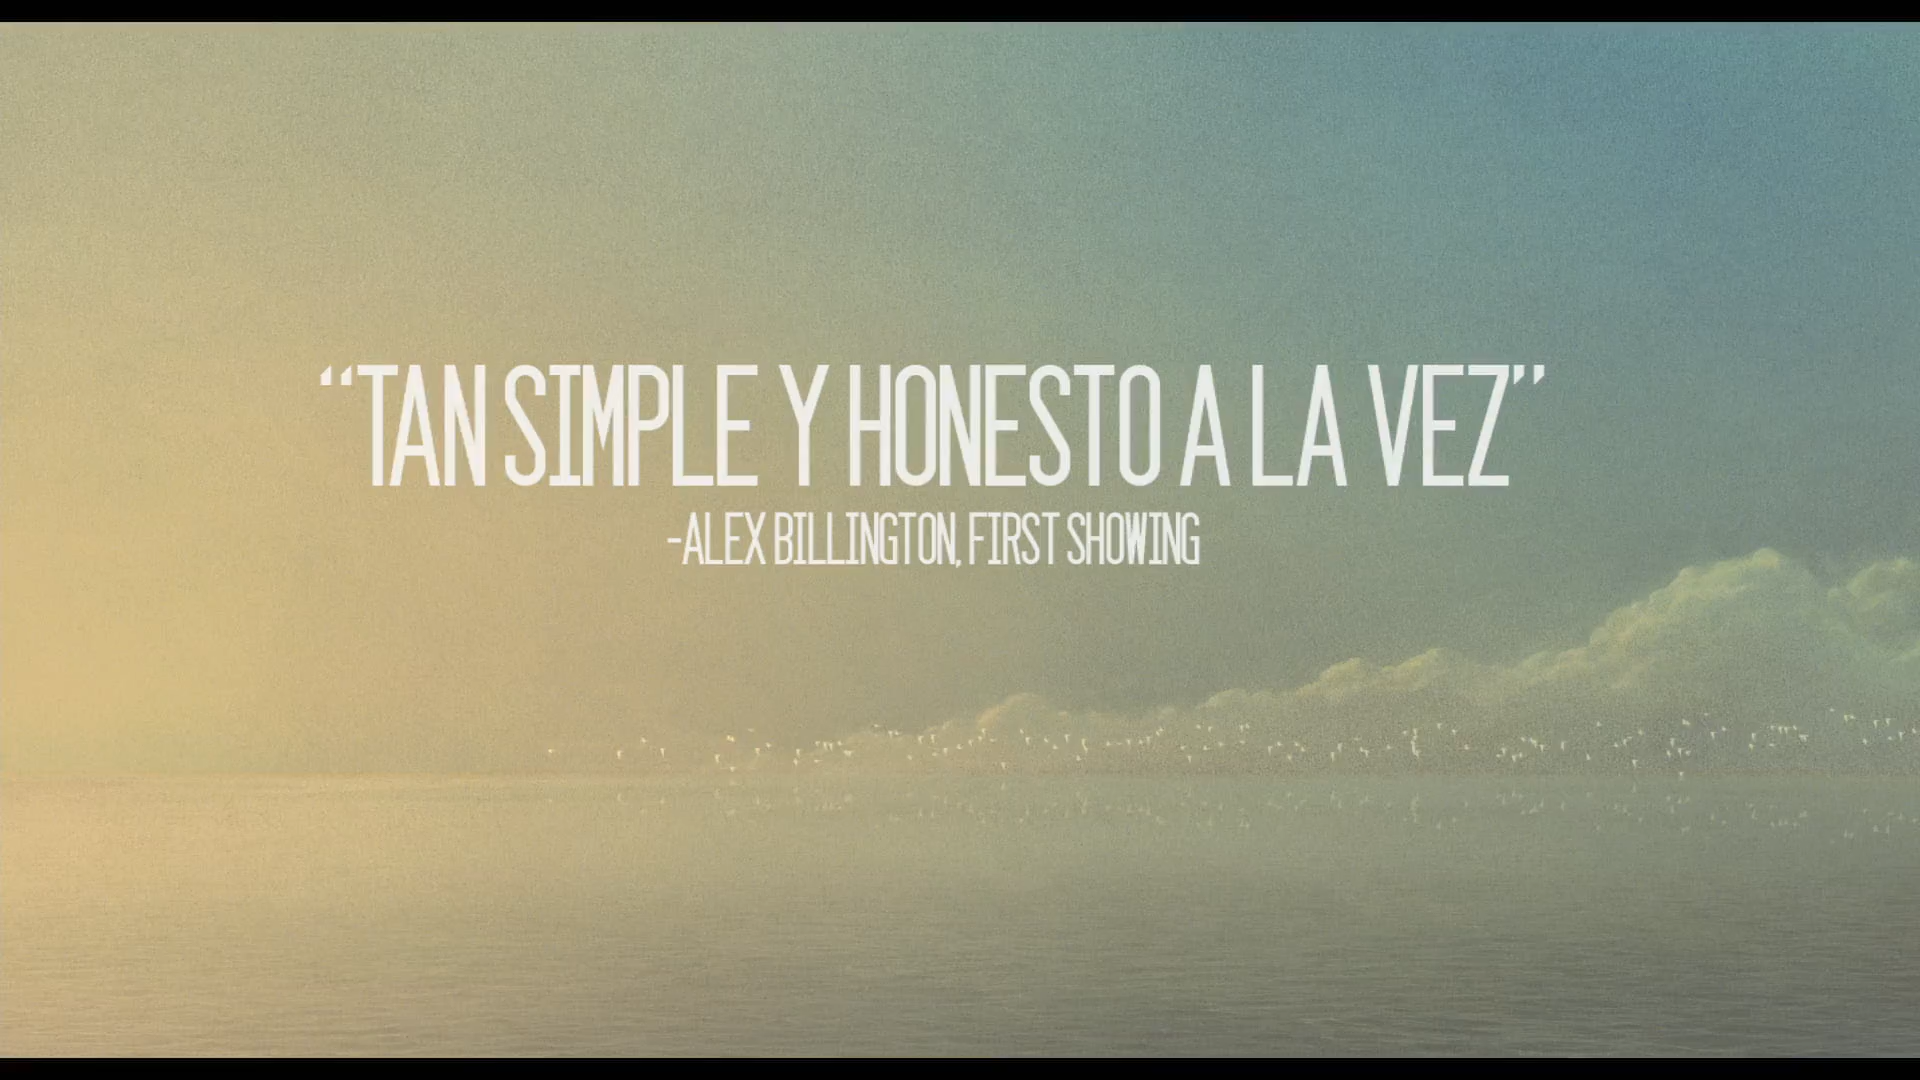 “TAN SIMPLE Y HONESTO A LA VEZ”
-ALEX BILLINGTON, FIRST SHOWING